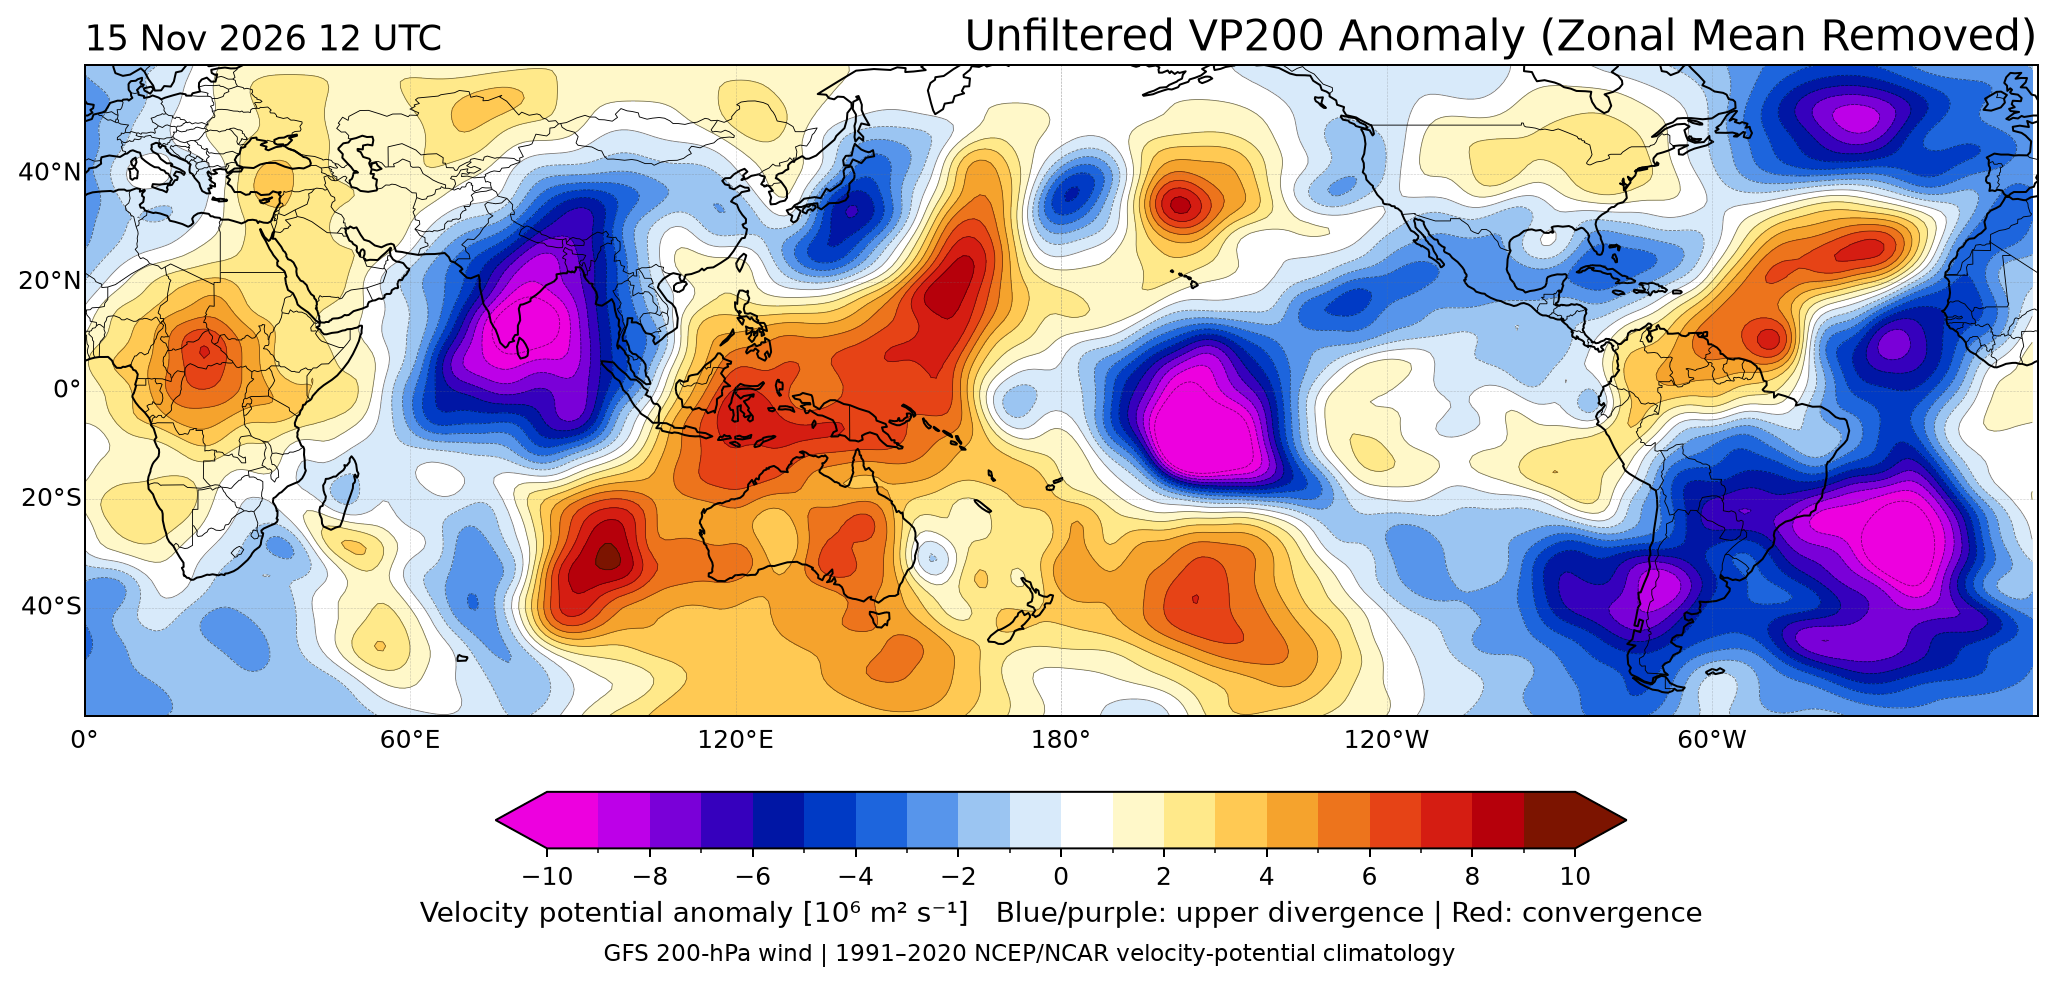 15 Nov 2026 12 UTC
Unfiltered VP200 Anomaly (Zonal Mean Removed)
40°N
20°N
0°
20°S
40°S
0° 60°E 120°E 180° 120°W 60°W
−10 −8 −6 −4 −2 0 2 4 6 8 10
Velocity potential anomaly [10⁶ m² s⁻¹]   Blue/purple: upper divergence | Red: convergence
GFS 200-hPa wind | 1991–2020 NCEP/NCAR velocity-potential climatology